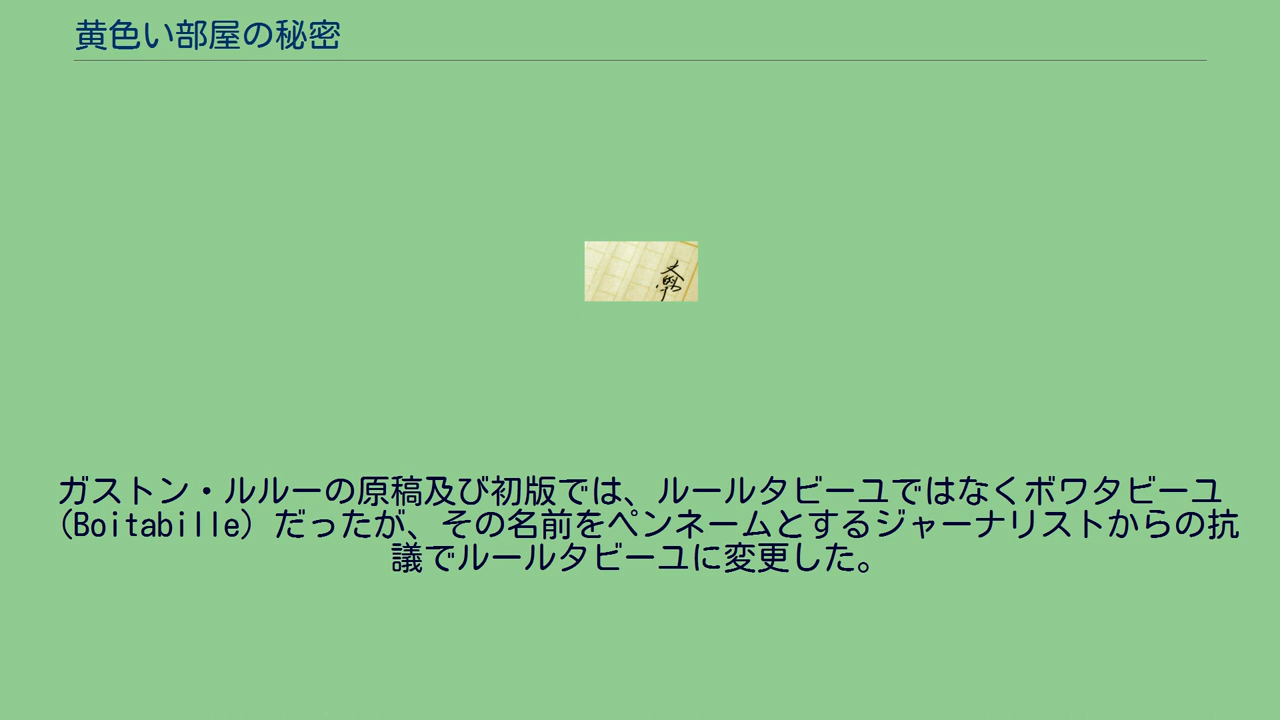 黄色い部屋の秘密
ガストン・ルルーの原稿及び初版では、ルールタビーユではなくボワタビーユ
(Boitabille) だったが、その名前をペンネームとするジャーナリストからの抗
議でルールタビーユに変更した。